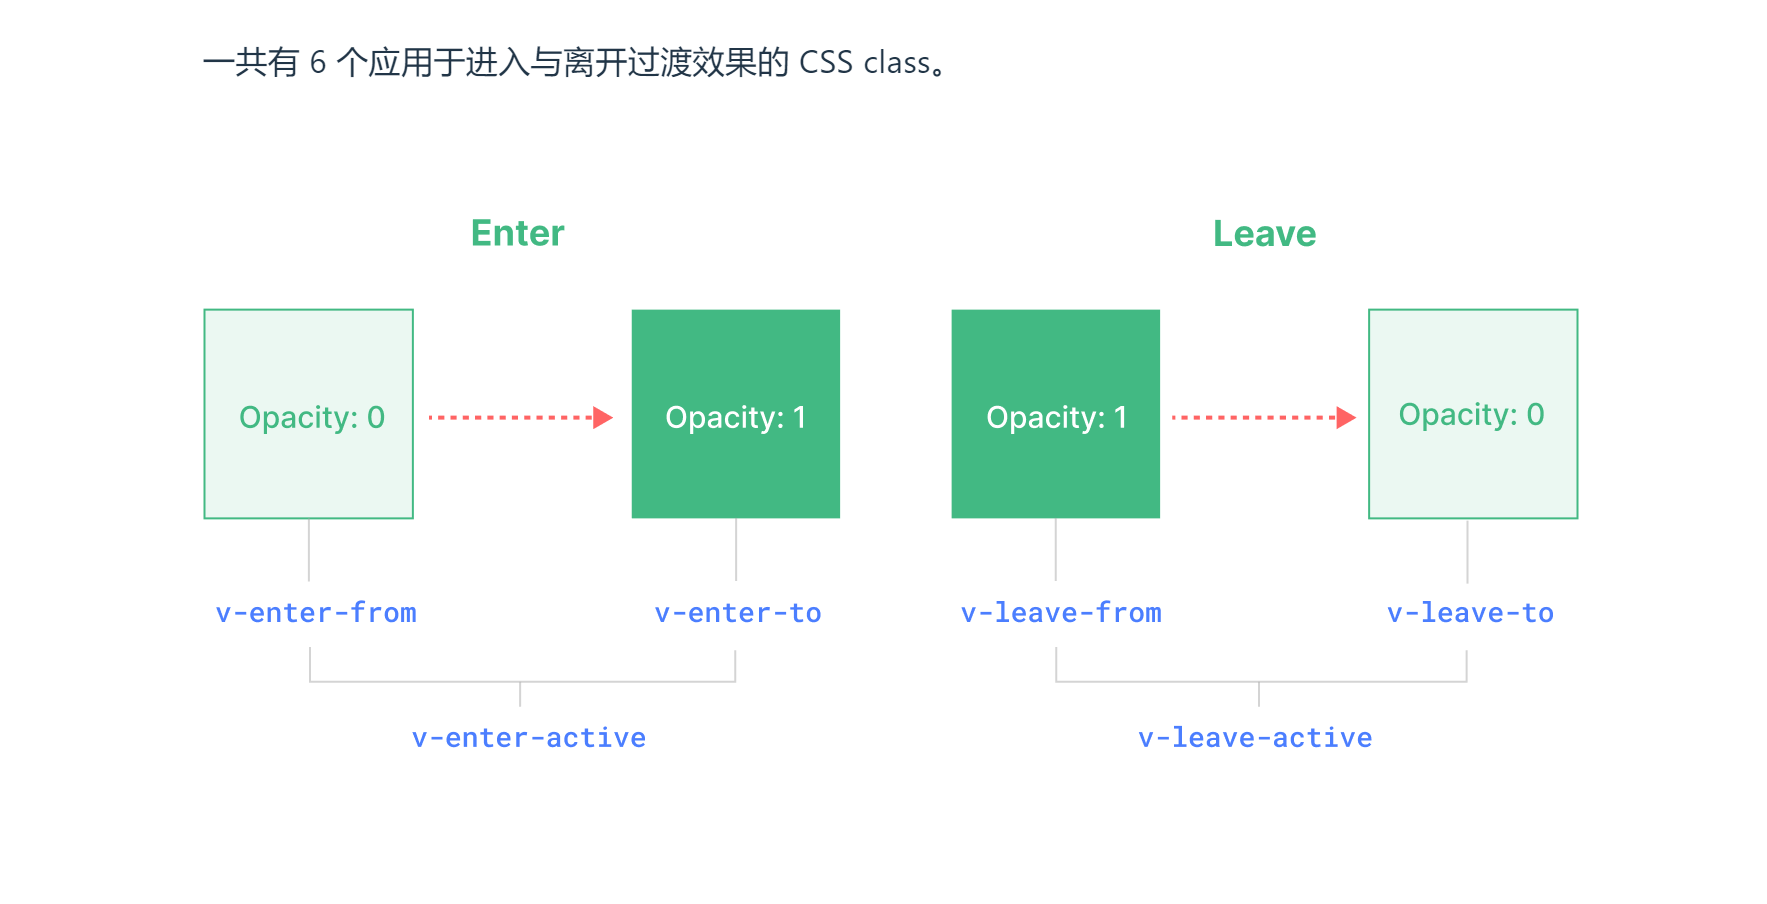 一共有 6 个应用于进入与离开过渡效果的 CSS class。
Enter
Leave
Opacity: 0
Opacity: 1
Opacity: 1
Opacity: 0
v-enter-from
v-enter-to
v-leave-from
v-leave-to
v-enter-active
v-leave-active